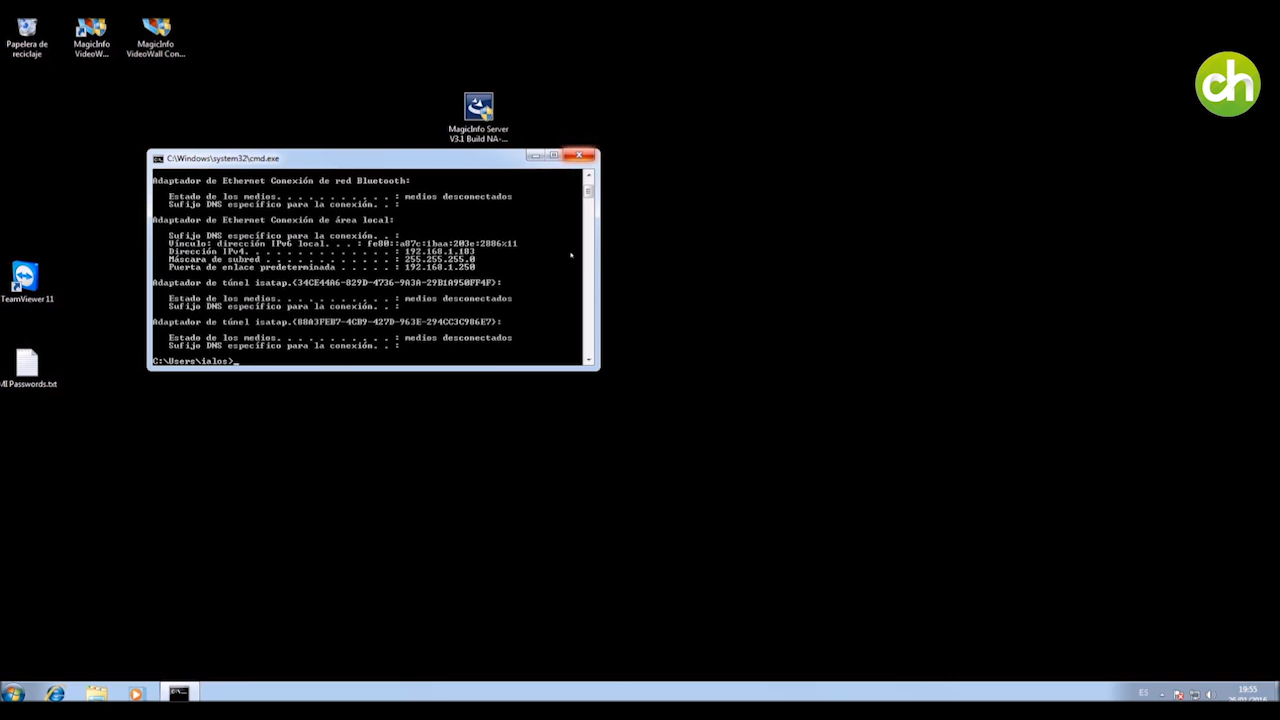 Papelera de
reciclaje
MagicInfo
VideoW...
MagicInfo
VideoWall Con...
ch
MagicInfo Server
V3.1 Build NA-...
C:\Windows\system32\cmd.exe
Adaptador de Ethernet Conexión de red Bluetooth:
Estado de los medios. . . . . . . . . . . : medios desconectados
Sufijo DNS específico para la conexión. . :
Adaptador de Ethernet Conexión de área local:
Sufijo DNS específico para la conexión. . :
Vínculo: dirección IPv6 local. . . : fe80::a87c:1baa:203e:2086%11
Dirección IPv4. . . . . . . . . . . . . . : 192.168.1.103
Máscara de subred . . . . . . . . . . . . : 255.255.255.0
Puerta de enlace predeterminada . . . . . : 192.168.1.250
Adaptador de túnel isatap.{34CE44A6-829D-4736-9A3A-29B1A950FF4F}:
Estado de los medios. . . . . . . . . . . : medios desconectados
Sufijo DNS específico para la conexión. . :
Adaptador de túnel isatap.{88A3FEB7-4CB9-427D-963E-294CC3C986E7}:
Estado de los medios. . . . . . . . . . . : medios desconectados
Sufijo DNS específico para la conexión. . :
C:\Users\ialos>_
TeamViewer 11
MI Passwords.txt
ES
19:55